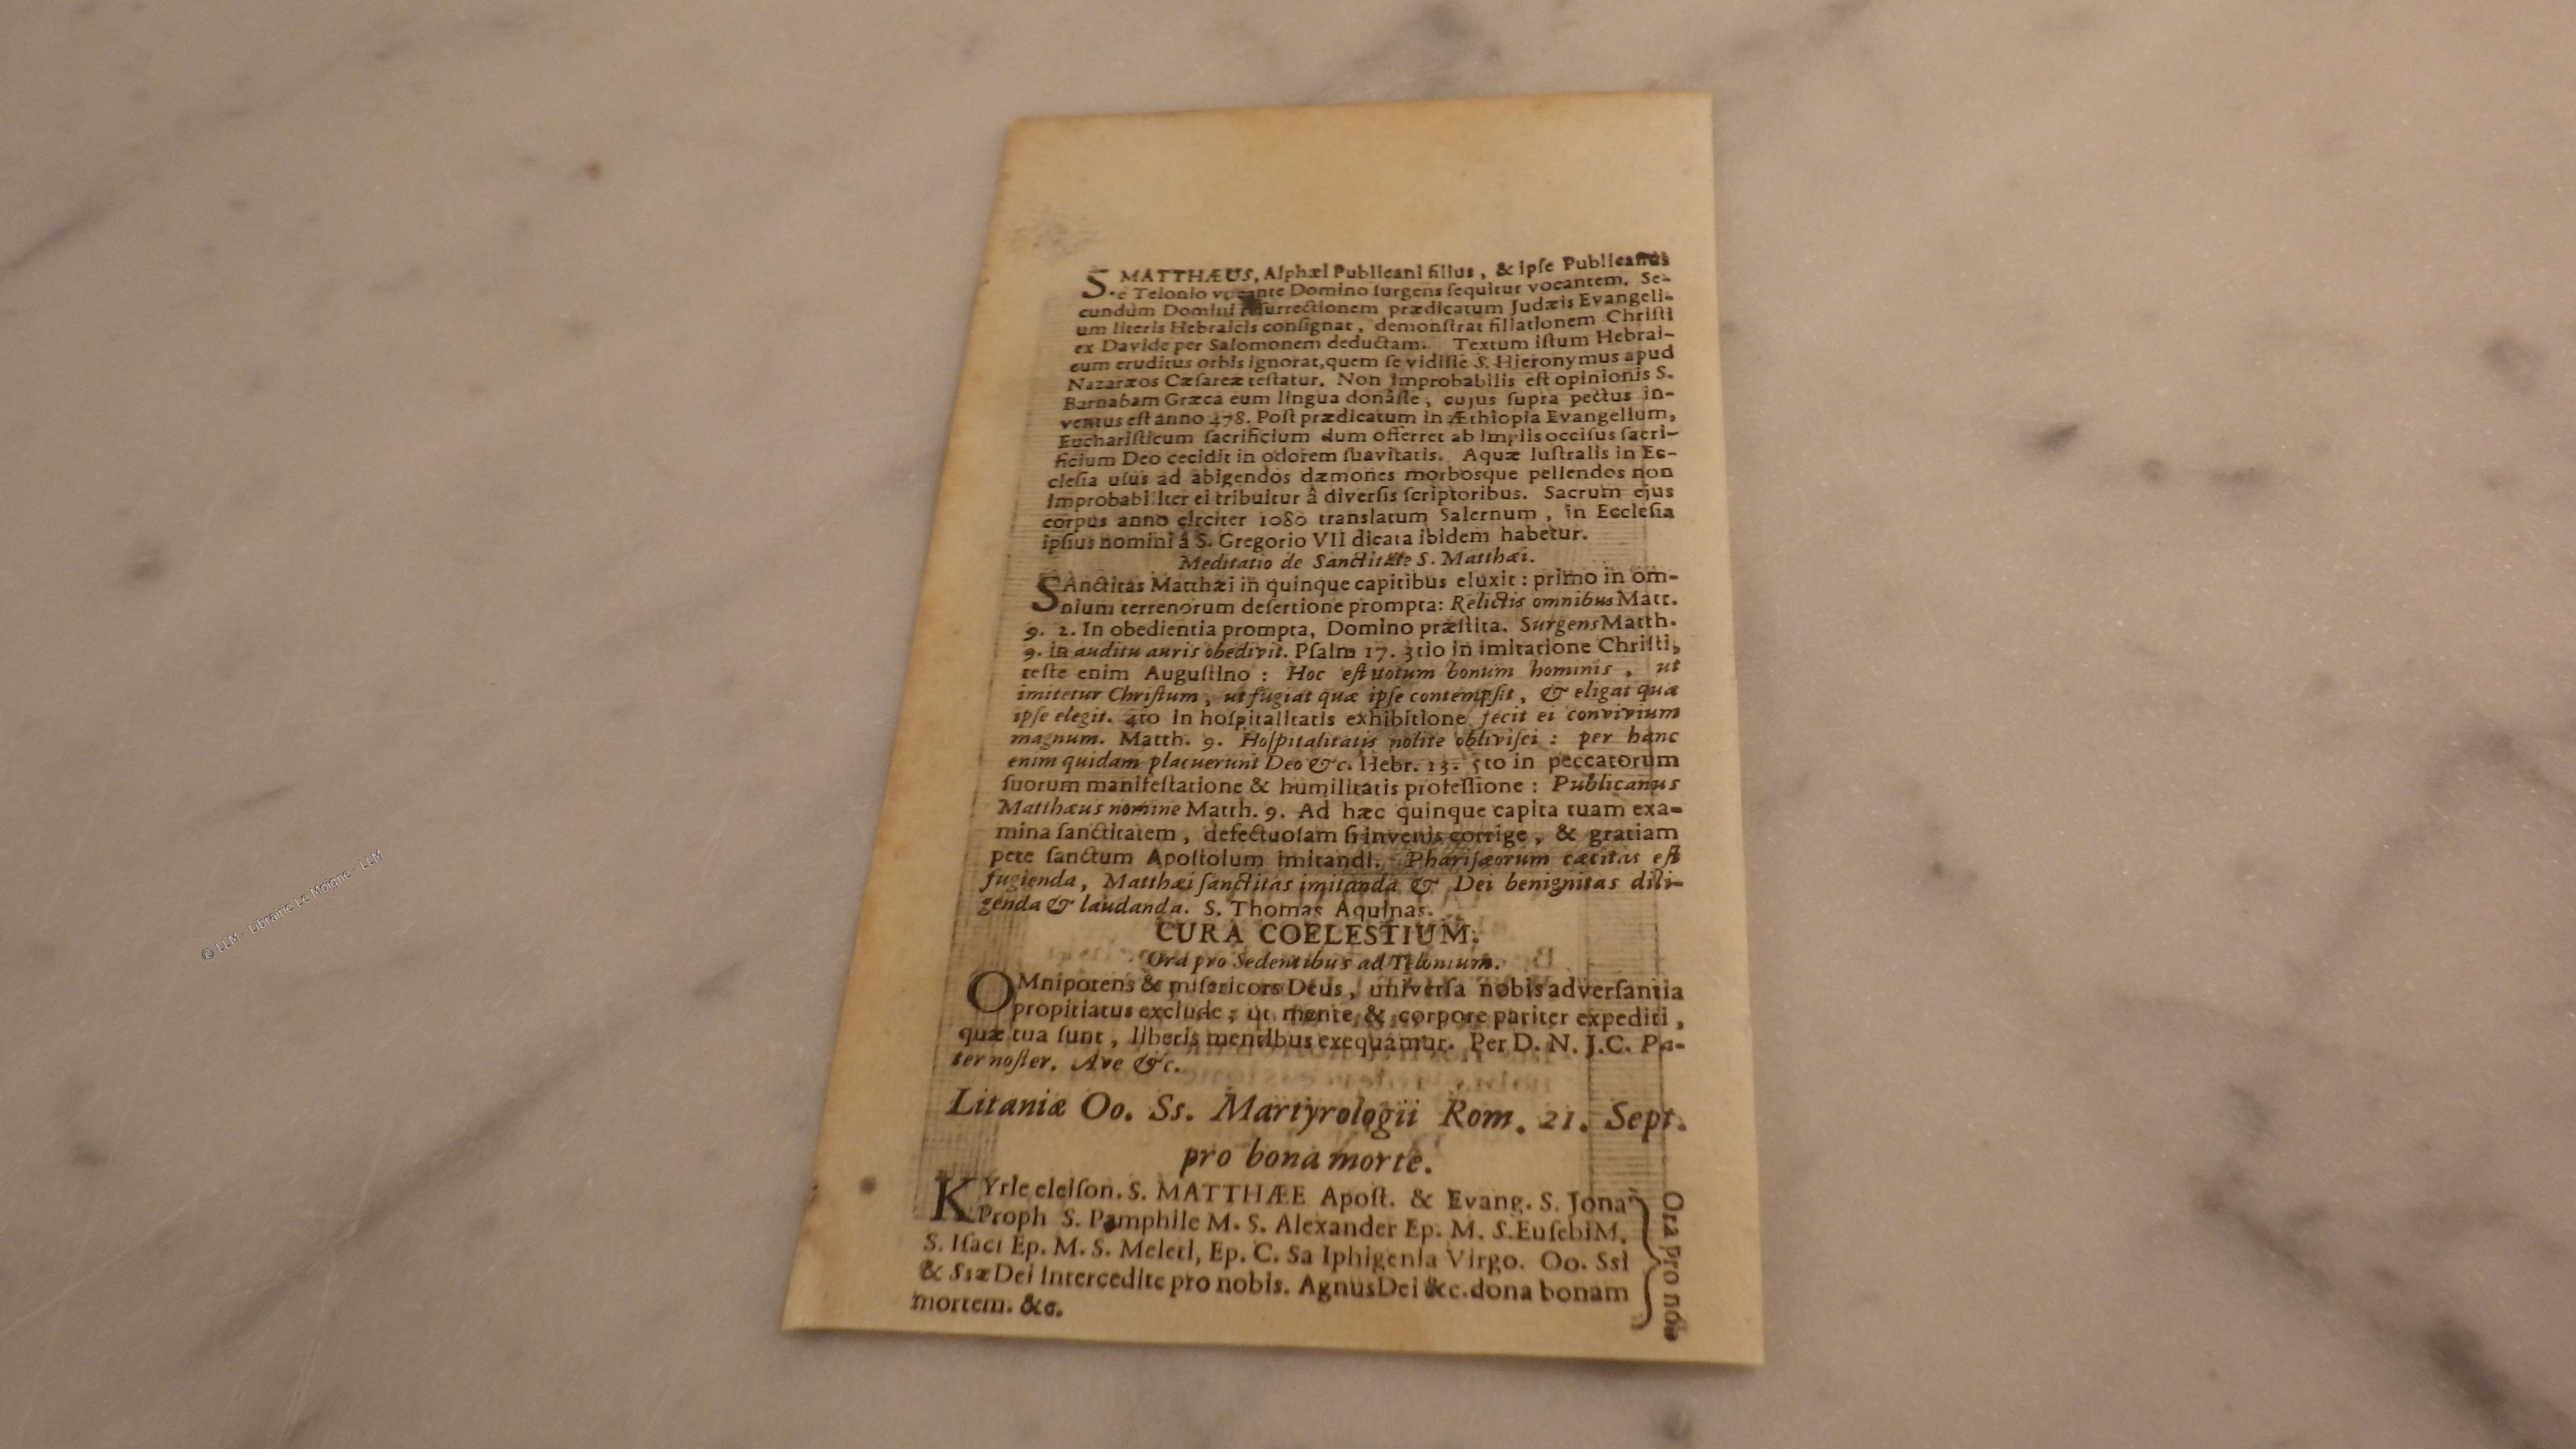 S. MATTHÆUS, Alphæi Publicani filius, & ipſe Publicanus
è Telonio vocante Domino ſurgens ſequitur vocantem. Se-
cundùm Domini reſurrectionem prædicatum Judæis Evangeli-
um literis Hebraicis conſignat, demonſtrat filiationem Chriſti
ex Davide per Salomonem deductam. Textum iſtum Hebrai-
cum eruditus orbis ignorat, quem ſe vidiſſe S. Hieronymus apud
Nazaræos Cæſareæ teſtatur. Non improbabilis eſt opinionis S.
Barnabam Græca eum lingua donâſſe, cujus ſupra pectus in-
ventus eſt anno 478. Poſt prædicatum in Æthiopia Evangelium,
Euchariſticum ſacrificium dum offerret ab impiis occiſus ſacri-
ficium Deo cecidit in odorem ſuavitatis. Aquæ luſtralis in Ec-
cleſia uſus ad abigendos dæmones morbosque pellendos non
improbabiliter ei tribuitur â diverſis ſcriptoribus. Sacrum ejus
corpus anno circiter 1080 translatum Salernum, in Eccleſia
ipſius nomini â S. Gregorio VII dicata ibidem habetur.
Meditatio de Sanctitate S. Matthæi.
SAnctitas Matthæi in quinque capitibus eluxit: primo in om-
nium terrenorum deſertione prompta: Relictis omnibus Matt.
9. 2. In obedientia prompta, Domino præſtita. Surgens Matth.
9. in auditu auris obedivit. Pſalm 17. 3tio in imitatione Chriſti,
teſte enim Auguſtino: Hoc eſt totum bonum hominis, ut
imitetur Chriſtum, ut fugiat quæ ipſe contempſit, & eligat quæ
ipſe elegit. 4to in hoſpitalitatis exhibitione fecit ei convivium
magnum. Matth. 9. Hoſpitalitatis nolite obliviſci: per hanc
enim quidam placuerunt Deo &c. Hebr. 13. 5to in peccatorum
ſuorum manifeſtatione & humilitatis profeſſione: Publicanus
Matthæus nomine Matth. 9. Ad hæc quinque capita tuam exa-
mina ſanctitatem, defectuoſam ſi invenis corrige, & gratiam
pete ſanctum Apoſtolum imitandi. Phariſæorum cæcitas eſt
fugienda, Matthæi ſanctitas imitanda & Dei benignitas dili-
genda & laudanda. S. Thomas Aquinas.
CURA COELESTIUM.
Ora pro Sedentibus ad Telonium.
OMnipotens & miſericors Deus, univerſa nobis adverſantia
propitiatus exclude; ut mente & corpore pariter expediti,
quæ tua ſunt, liberis mentibus exequamur. Per D. N. J.C. Pa-
ter noſter. Ave &c.
Litaniæ Oo. Ss. Martyrologii Rom. 21. Sept.
pro bona morte.
KYrie eleiſon. S. MATTHÆE Apoſt. & Evang. S. Jona
Proph S. Pamphile M. S. Alexander Ep. M. S. Euſebi M.
S. Iſaci Ep. M. S. Meleti, Ep. C. Sa Iphigenia Virgo. Oo. Ssi
& Ssæ Dei intercedite pro nobis. Agnus Dei &c. dona bonam
mortem. &c.
Ora pro nob.
© LLM - Librairie Le Moigne - LLM